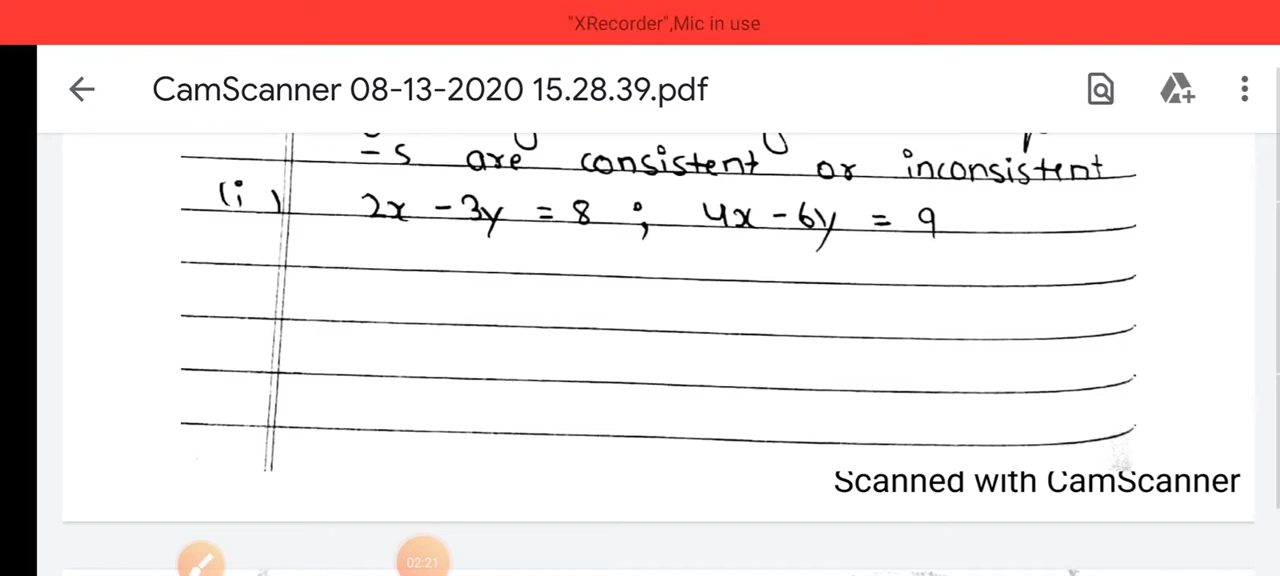 "XRecorder",Mic in use
CamScanner 08-13-2020 15.28.39.pdf
- s are consistent or inconsistent
(i) 2x - 3y = 8 ; 4x - 6y = 9
Scanned with CamScanner
02:21